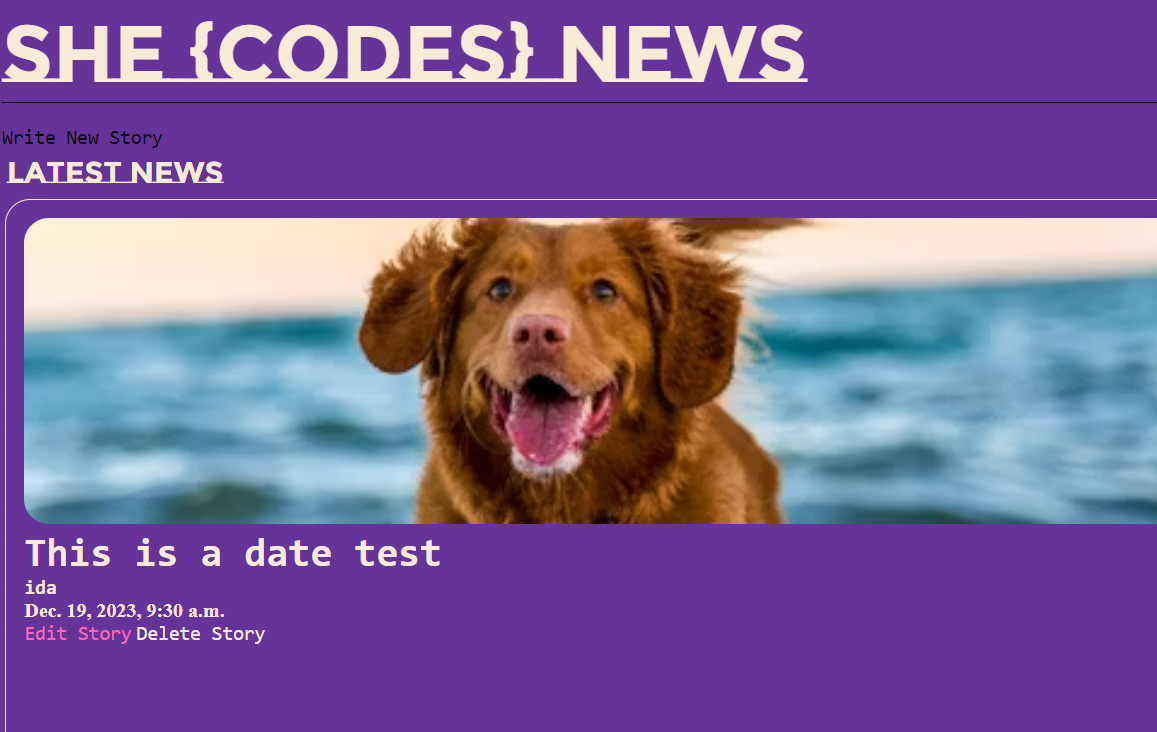 SHE {CODES} NEWS
Write New Story
LATEST NEWS
This is a date test
ida
Dec. 19, 2023, 9:30 a.m.
Edit Story Delete Story